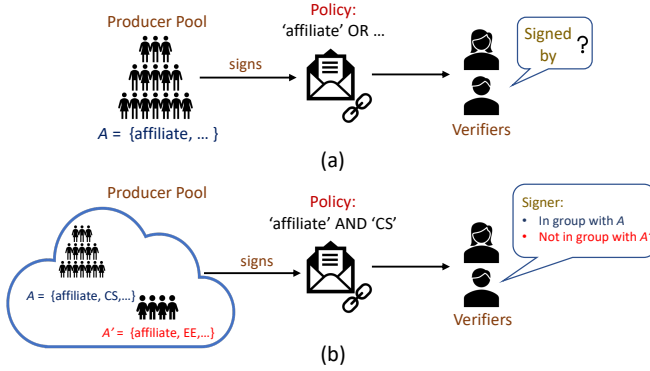 Producer Pool
Policy:
'affiliate' OR ...
signs
Signed
by ?
A = {affiliate, ... }
Verifiers
(a)
Producer Pool
Policy:
'affiliate' AND 'CS'
Signer:
• In group with A
• Not in group with A'
signs
A = {affiliate, CS,...}
A' = {affiliate, EE,...}
Verifiers
(b)